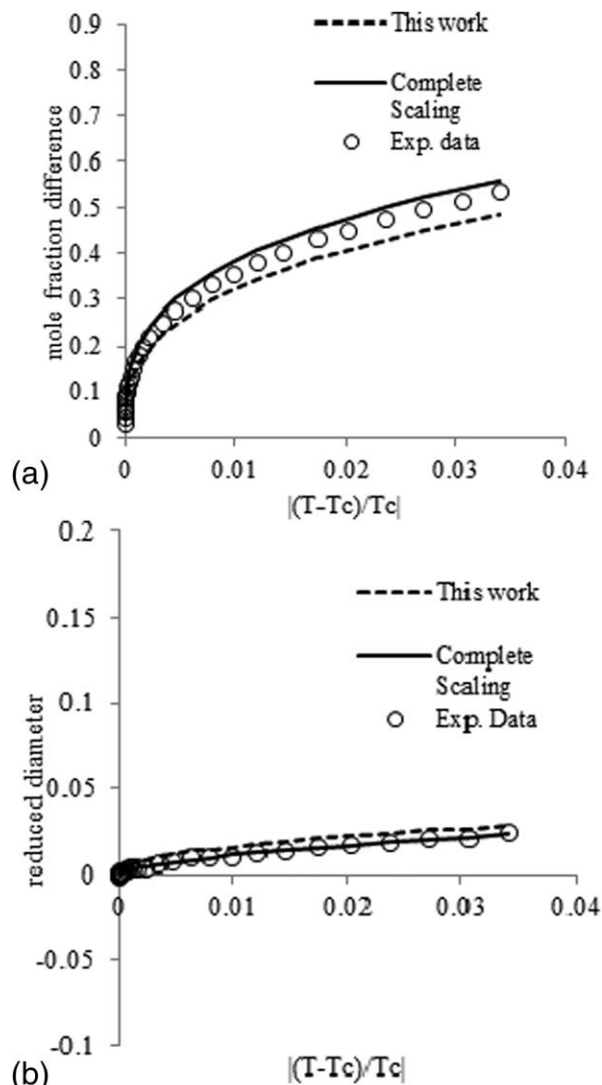 0.9
0.8
0.7
0.6
0.5
0.4
0.3
0.2
0.1
0
mole fraction difference
This work
Complete
Scaling
Exp. data
0
0.01
0.02
0.03
0.04
(a)
|(T-Tc)/Tc|
0.2
0.15
0.1
0.05
0
-0.05
-0.1
reduced diameter
This work
Complete
Scaling
Exp. Data
0
0.01
0.02
0.03
0.04
(b)
|(T-Tc)/Tc|